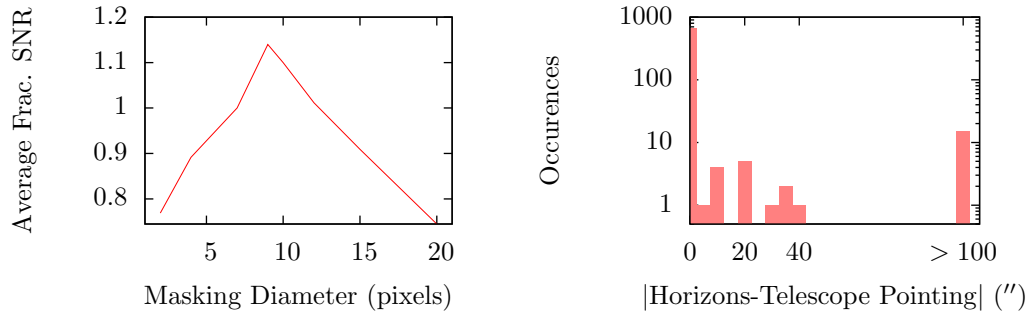 Average Frac. SNR
1.2
1.1
1
0.9
0.8
5 10 15 20
Masking Diameter (pixels)
Occurences
1000
100
10
1
0 20 40 > 100
|Horizons-Telescope Pointing| (′′)